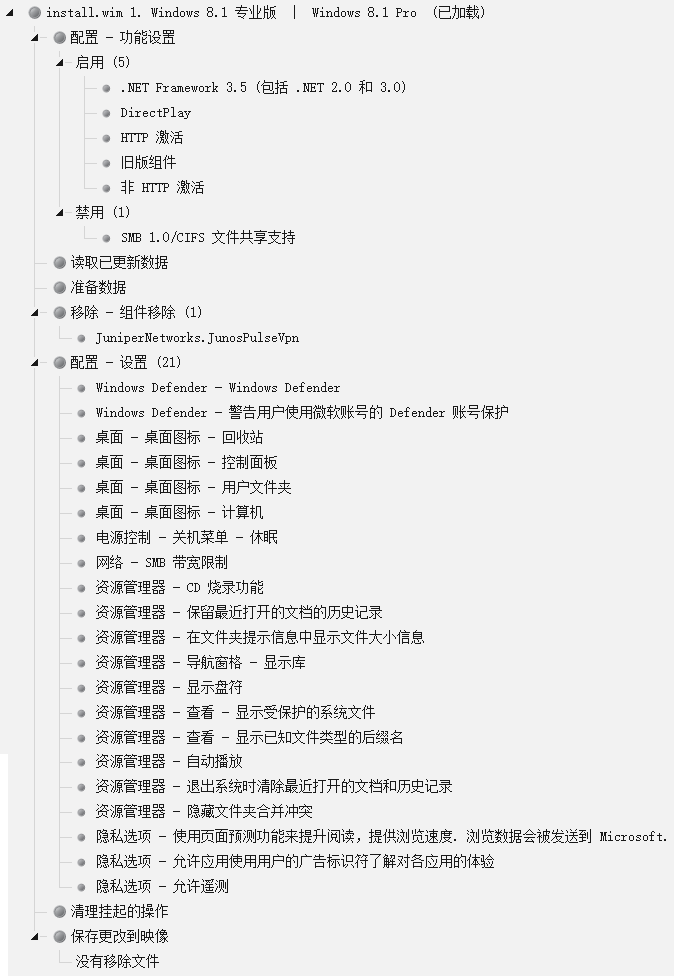 install.wim 1. Windows 8.1 专业版 | Windows 8.1 Pro (已加载)
配置 - 功能设置
启用 (5)
.NET Framework 3.5 (包括 .NET 2.0 和 3.0)
DirectPlay
HTTP 激活
旧版组件
非 HTTP 激活
禁用 (1)
SMB 1.0/CIFS 文件共享支持
读取已更新数据
准备数据
移除 - 组件移除 (1)
JuniperNetworks.JunosPulseVpn
配置 - 设置 (21)
Windows Defender - Windows Defender
Windows Defender - 警告用户使用微软账号的 Defender 账号保护
桌面 - 桌面图标 - 回收站
桌面 - 桌面图标 - 控制面板
桌面 - 桌面图标 - 用户文件夹
桌面 - 桌面图标 - 计算机
电源控制 - 关机菜单 - 休眠
网络 - SMB 带宽限制
资源管理器 - CD 烧录功能
资源管理器 - 保留最近打开的文档的历史记录
资源管理器 - 在文件夹提示信息中显示文件大小信息
资源管理器 - 导航窗格 - 显示库
资源管理器 - 显示盘符
资源管理器 - 查看 - 显示受保护的系统文件
资源管理器 - 查看 - 显示已知文件类型的后缀名
资源管理器 - 自动播放
资源管理器 - 退出系统时清除最近打开的文档和历史记录
资源管理器 - 隐藏文件夹合并冲突
隐私选项 - 使用页面预测功能来提升阅读，提供浏览速度. 浏览数据会被发送到 Microsoft.
隐私选项 - 允许应用使用用户的广告标识符了解对各应用的体验
隐私选项 - 允许遥测
清理挂起的操作
保存更改到映像
没有移除文件